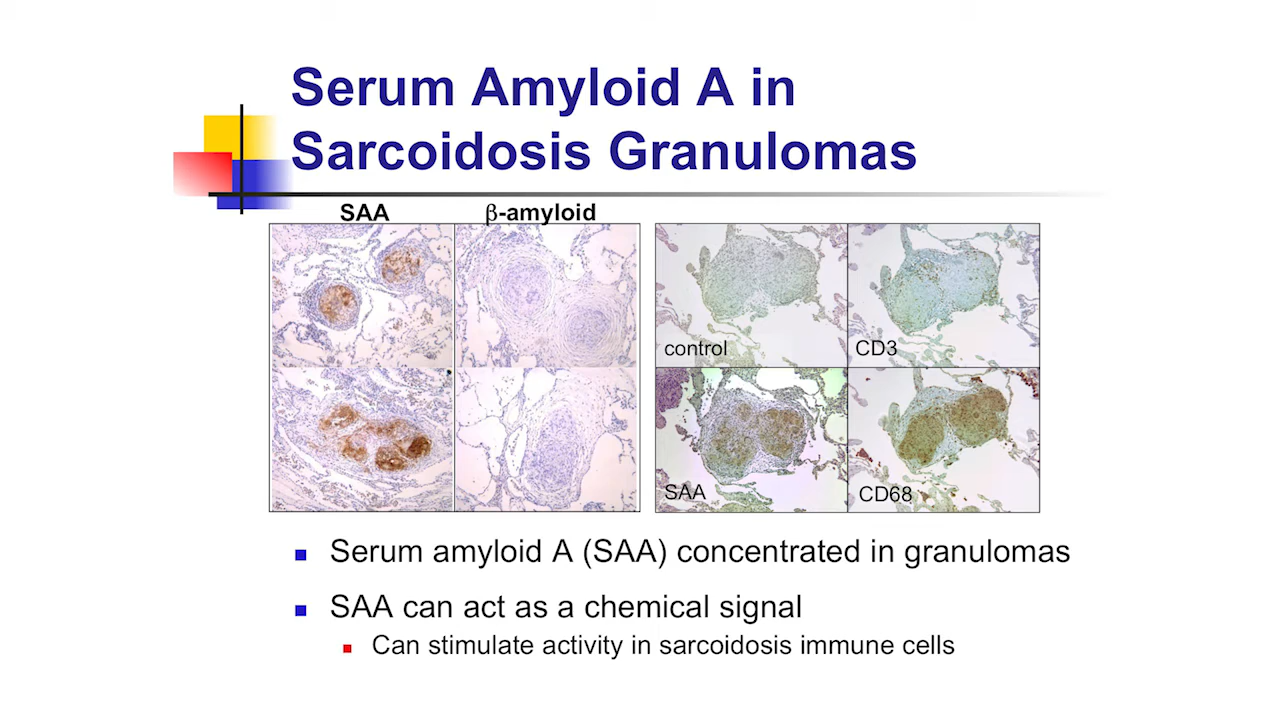 Serum Amyloid A in
Sarcoidosis Granulomas
SAA β-amyloid
control CD3
SAA CD68
Serum amyloid A (SAA) concentrated in granulomas
SAA can act as a chemical signal
Can stimulate activity in sarcoidosis immune cells